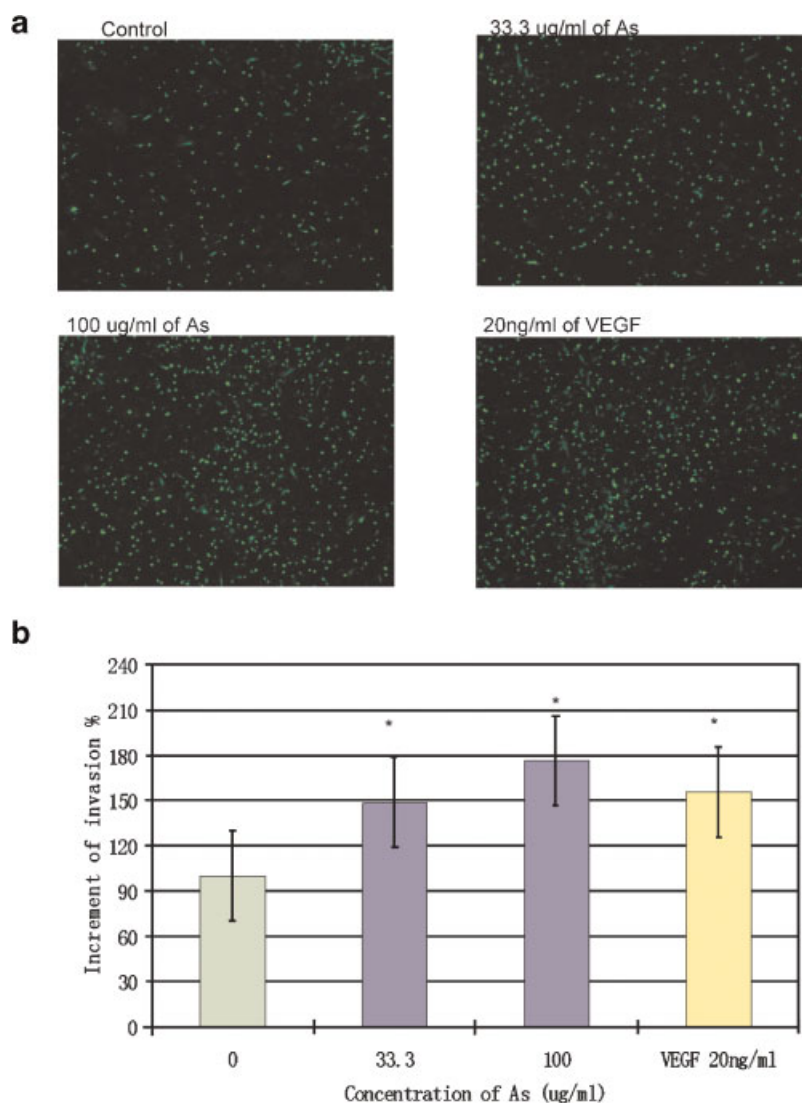 a
Control
33.3 ug/ml of As
100 ug/ml of As
20ng/ml of VEGF
b
Increment of invasion %
240
210
180
150
120
90
60
30
0
*
*
*
0
33.3
100
VEGF 20ng/ml
Concentration of As (ug/ml)